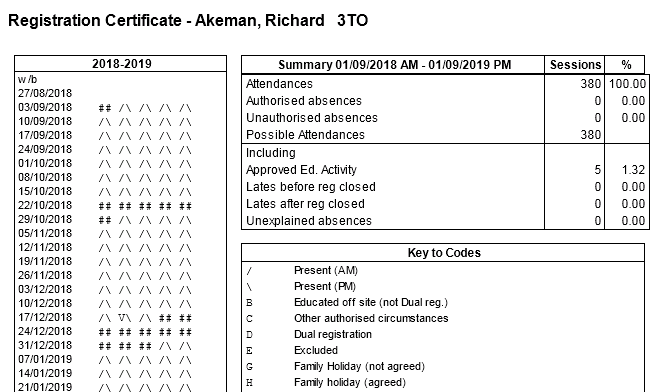 Registration Certificate - Akeman, Richard 3TO
2018-2019
w/b
27/08/2018
03/09/2018 ## /\ /\ /\ /\
10/09/2018 /\ /\ /\ /\ /\
17/09/2018 /\ /\ /\ /\ /\
24/09/2018 /\ /\ /\ /\ /\
01/10/2018 /\ /\ /\ /\ /\
08/10/2018 /\ /\ /\ /\ /\
15/10/2018 /\ /\ /\ /\ /\
22/10/2018 ## ## ## ## ##
29/10/2018 ## /\ /\ /\ /\
05/11/2018 /\ /\ /\ /\ /\
12/11/2018 /\ /\ /\ /\ /\
19/11/2018 /\ /\ /\ /\ /\
26/11/2018 /\ /\ /\ /\ /\
03/12/2018 /\ /\ /\ /\ /\
10/12/2018 /\ /\ /\ /\ /\
17/12/2018 /\ V\ /\ ## ##
24/12/2018 ## ## ## ## ##
31/12/2018 ## ## /\ /\ /\
07/01/2019 /\ /\ /\ /\ /\
14/01/2019 /\ /\ /\ /\ /\
21/01/2019 /\ /\ /\ /\ /\
Summary 01/09/2018 AM - 01/09/2019 PM Sessions %
Attendances 380 100.00
Authorised absences 0 0.00
Unauthorised absences 0 0.00
Possible Attendances 380
Including
Approved Ed. Activity 5 1.32
Lates before reg closed 0 0.00
Lates after reg closed 0 0.00
Unexplained absences 0 0.00
Key to Codes
/ Present (AM)
\ Present (PM)
B Educated off site (not Dual reg.)
C Other authorised circumstances
D Dual registration
E Excluded
G Family Holiday (not agreed)
H Family holiday (agreed)